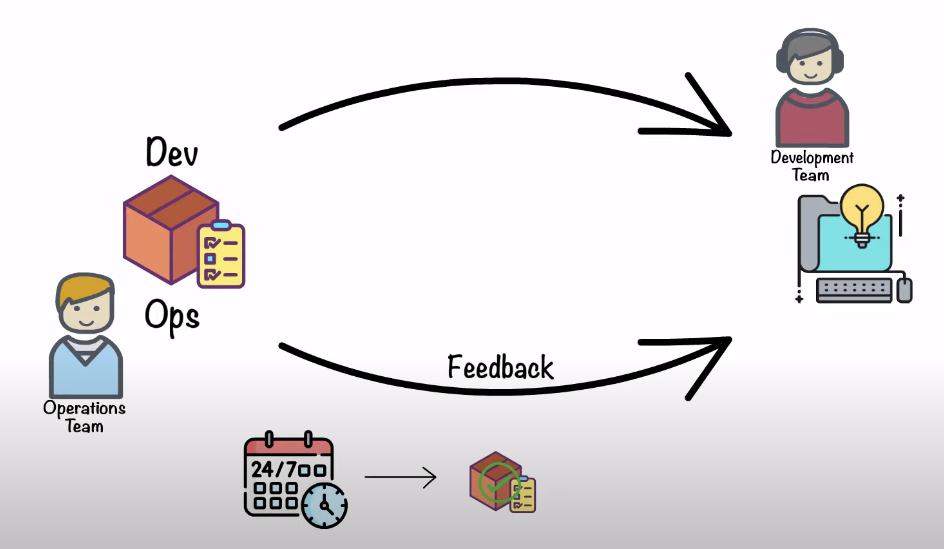 Dev
Ops
Operations
Team
Development
Team
Feedback
24/7